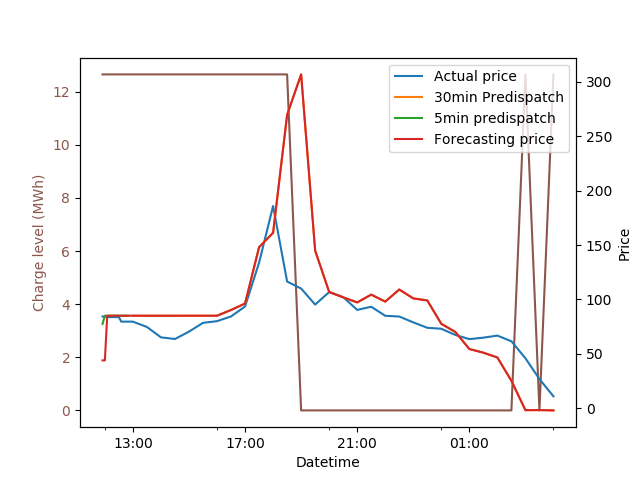 Actual price
30min Predispatch
5min predispatch
Forecasting price
12
10
8
6
4
2
0
Charge level (MWh)
300
250
200
150
100
50
0
Price
13:00
17:00
21:00
01:00
Datetime